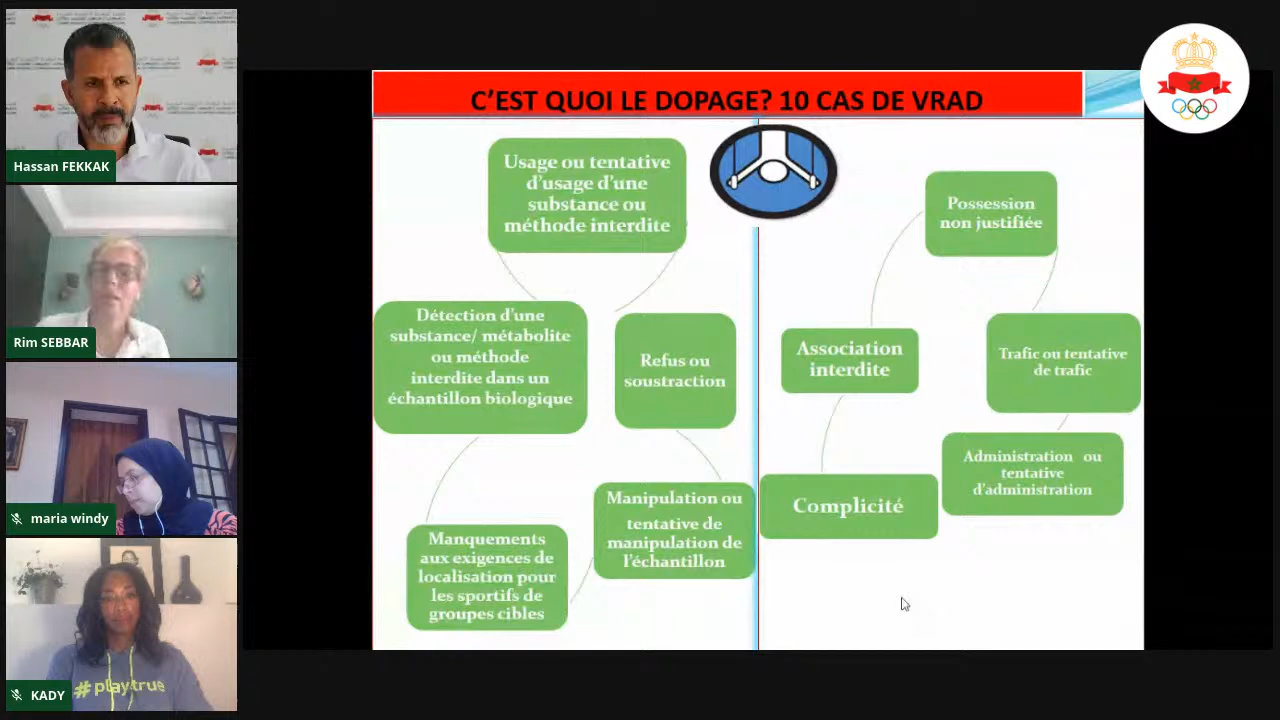 C'EST QUOI LE DOPAGE? 10 CAS DE VRAD
Usage ou tentative
d'usage d'une
substance ou
méthode interdite
Détection d'une
substance/ métabolite
ou méthode
interdite dans un
échantillon biologique
Refus ou
soustraction
Manquements
aux exigences de
localisation pour
les sportifs de
groupes cibles
Manipulation ou
tentative de
manipulation de
l'échantillon
Possession
non justifiée
Association
interdite
Trafic ou tentative
de trafic
Complicité
Administration ou
tentative
d'administration
Hassan FEKKAK
Rim SEBBAR
maria windy
#playtrue
KADY